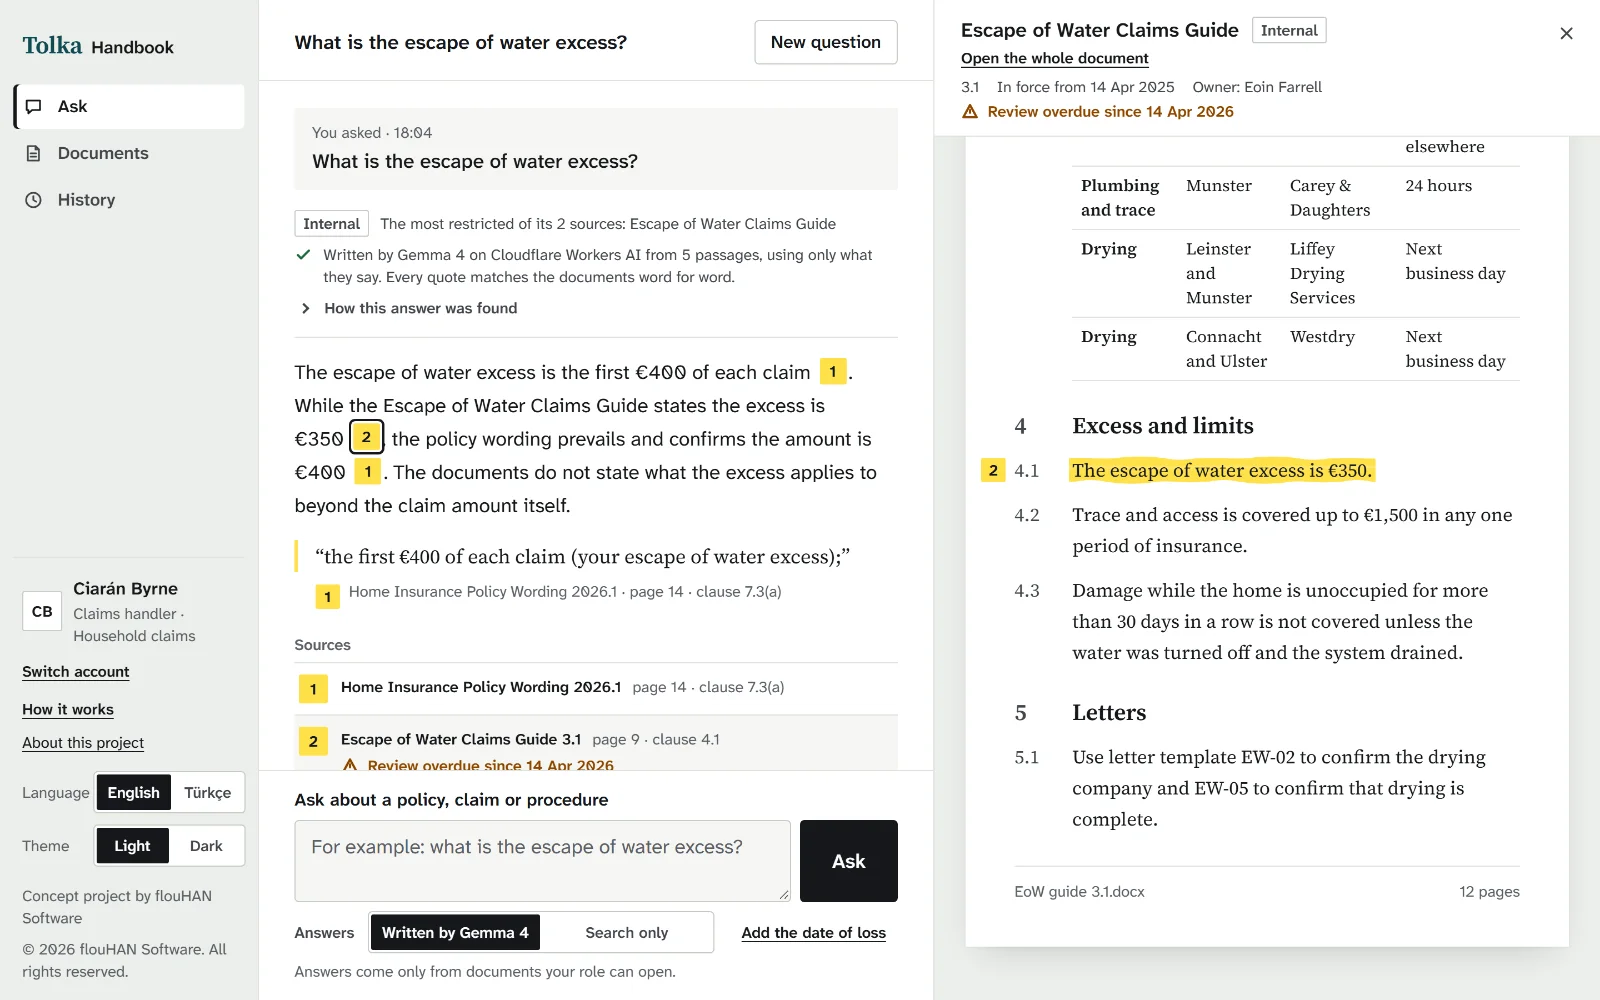 Tolka Handbook
Ask
Documents
History
CB
Ciarán Byrne
Claims handler ·
Household claims
Switch account
How it works
About this project
Language English Türkçe
Theme Light Dark
Concept project by flouHAN
Software
© 2026 flouHAN Software. All
rights reserved.
What is the escape of water excess?
New question
You asked · 18:04
What is the escape of water excess?
Internal The most restricted of its 2 sources: Escape of Water Claims Guide
Written by Gemma 4 on Cloudflare Workers AI from 5 passages, using only what
they say. Every quote matches the documents word for word.
How this answer was found
The escape of water excess is the first €400 of each claim 1.
While the Escape of Water Claims Guide states the excess is
€350 2 the policy wording prevails and confirms the amount is
€400 1. The documents do not state what the excess applies to
beyond the claim amount itself.
“the first €400 of each claim (your escape of water excess);”
1 Home Insurance Policy Wording 2026.1 · page 14 · clause 7.3(a)
Sources
1 Home Insurance Policy Wording 2026.1 page 14 · clause 7.3(a)
2 Escape of Water Claims Guide 3.1 page 9 · clause 4.1
Review overdue since 14 Apr 2026
Ask about a policy, claim or procedure
For example: what is the escape of water excess?
Ask
Answers Written by Gemma 4 Search only Add the date of loss
Answers come only from documents your role can open.
Escape of Water Claims Guide Internal
Open the whole document
3.1 In force from 14 Apr 2025 Owner: Eoin Farrell
Review overdue since 14 Apr 2026
elsewhere
Plumbing Munster Carey & 24 hours
and trace Daughters
Drying Leinster Liffey Next
and Drying business day
Munster Services
Drying Connacht Westdry Next
and Ulster business day
4 Excess and limits
2 4.1 The escape of water excess is €350.
4.2 Trace and access is covered up to €1,500 in any one
period of insurance.
4.3 Damage while the home is unoccupied for more
than 30 days in a row is not covered unless the
water was turned off and the system drained.
5 Letters
5.1 Use letter template EW-02 to confirm the drying
company and EW-05 to confirm that drying is
complete.
EoW guide 3.1.docx 12 pages